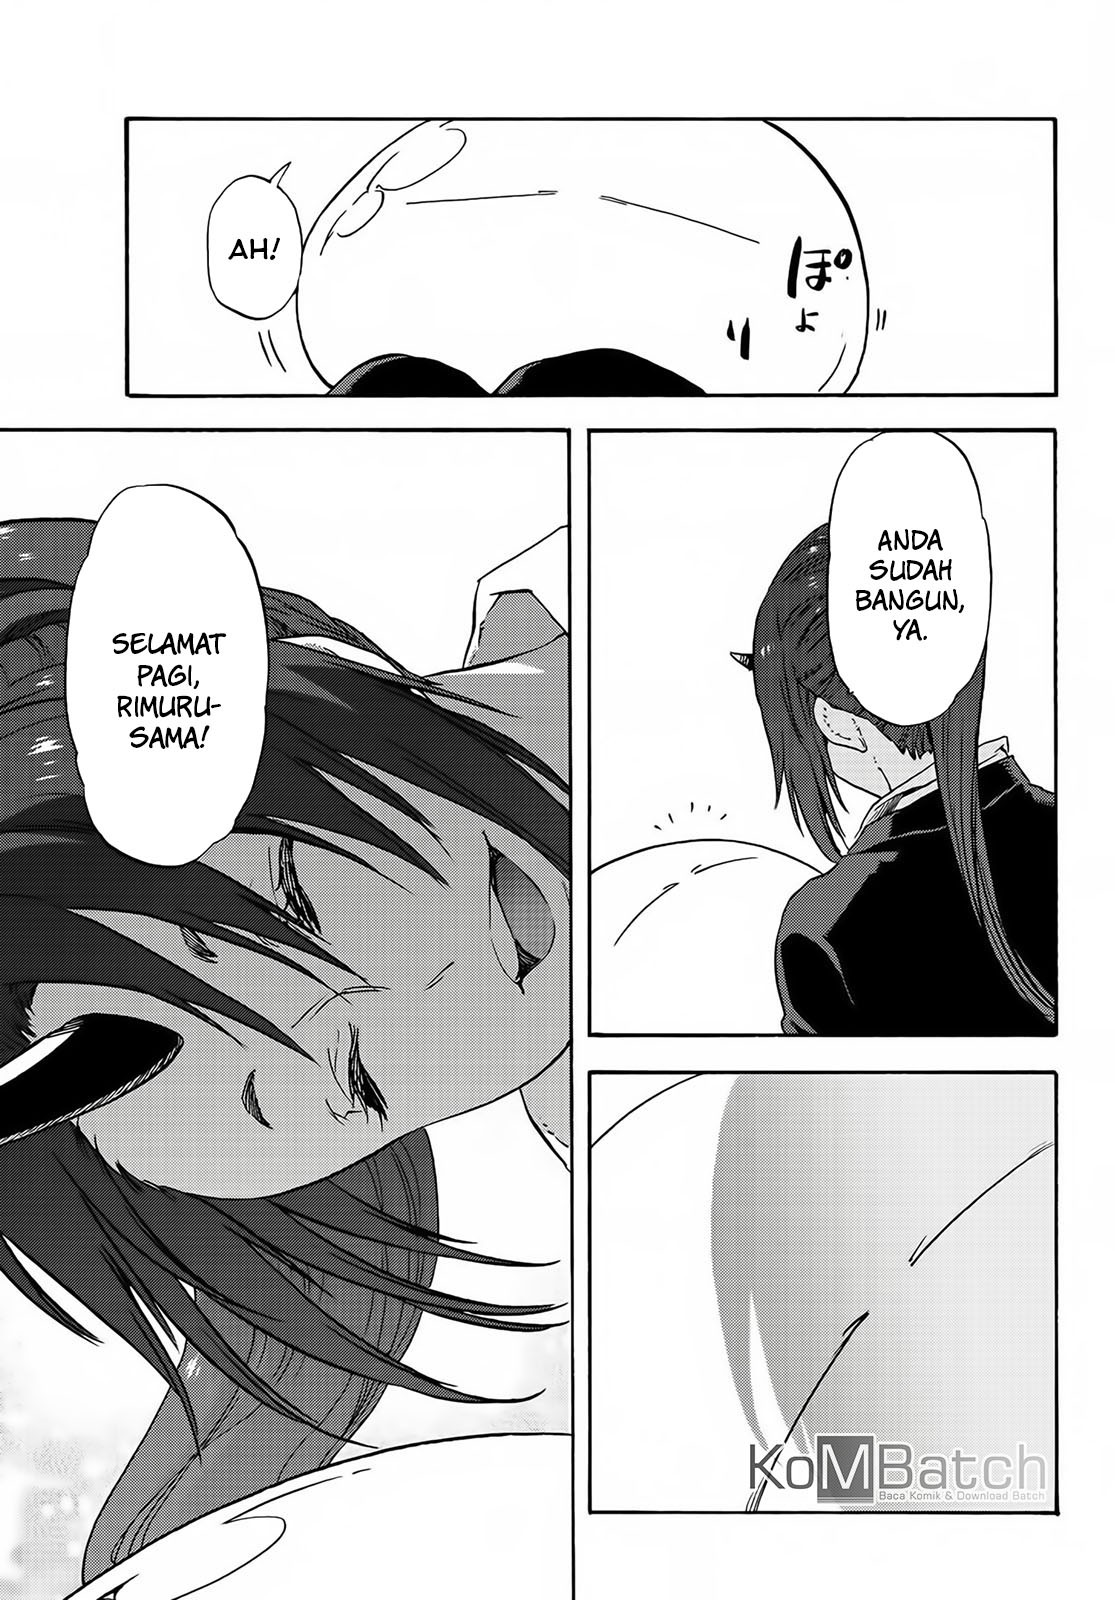 AH!
ぽよ
り
ANDA
SUDAH
BANGUN,
YA.
SELAMAT
PAGI,
RIMURU-
SAMA!
KoMBatch
Baca Komik & Download Batch